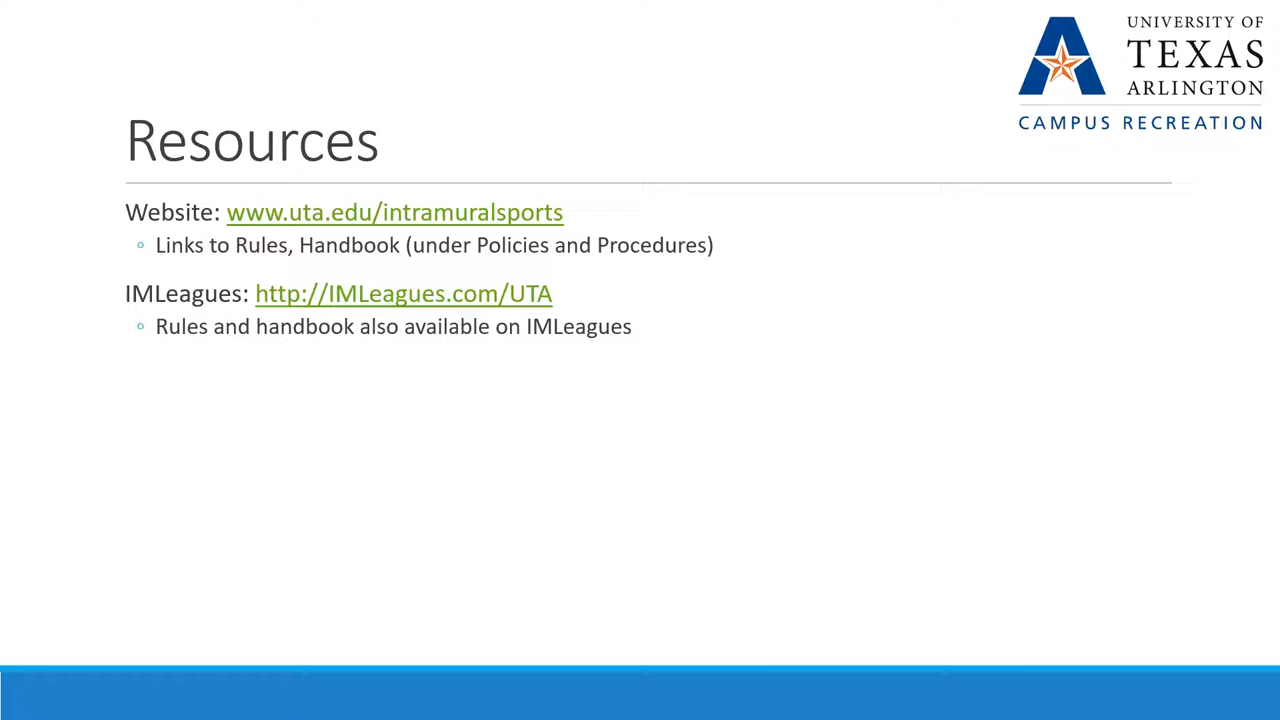 UNIVERSITY OF
TEXAS
ARLINGTON
CAMPUS RECREATION
Resources
Website: www.uta.edu/intramuralsports
◦ Links to Rules, Handbook (under Policies and Procedures)
IMLeagues: http://IMLeagues.com/UTA
◦ Rules and handbook also available on IMLeagues